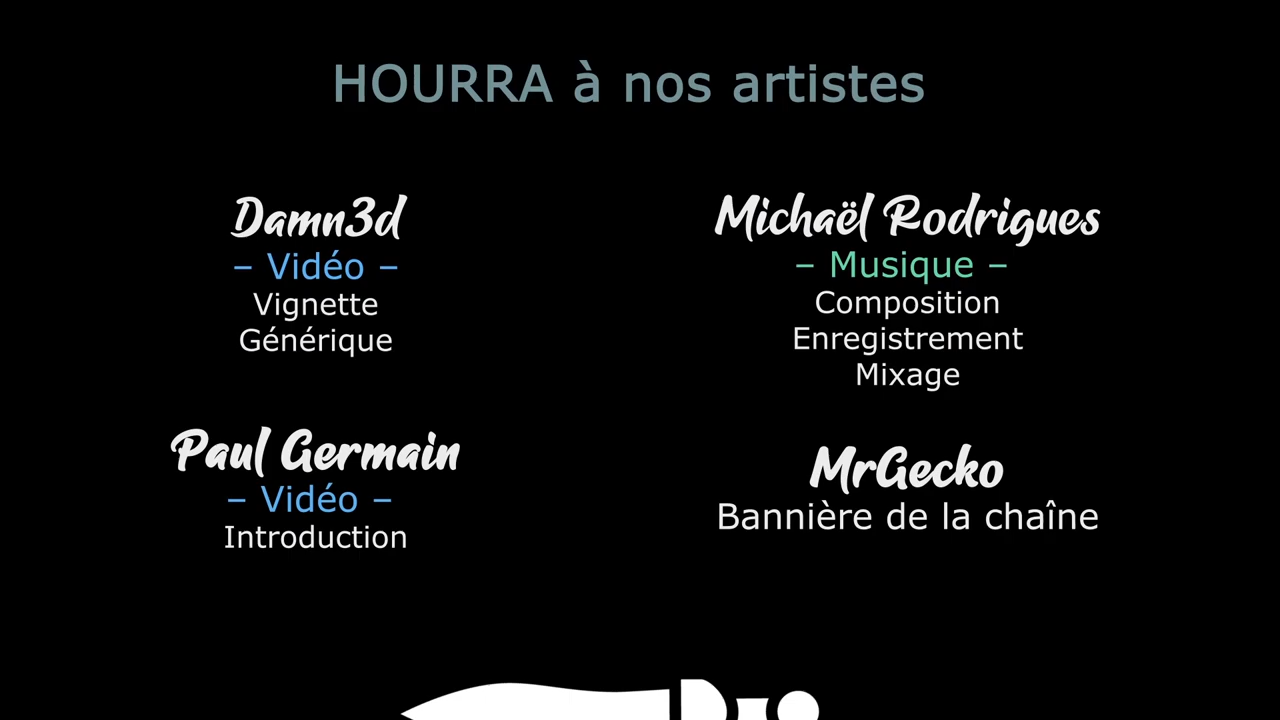 HOURRA à nos artistes
Damn3d
– Vidéo –
Vignette
Générique
Michaël Rodrigues
– Musique –
Composition
Enregistrement
Mixage
Paul Germain
– Vidéo –
Introduction
MrGecko
Bannière de la chaîne